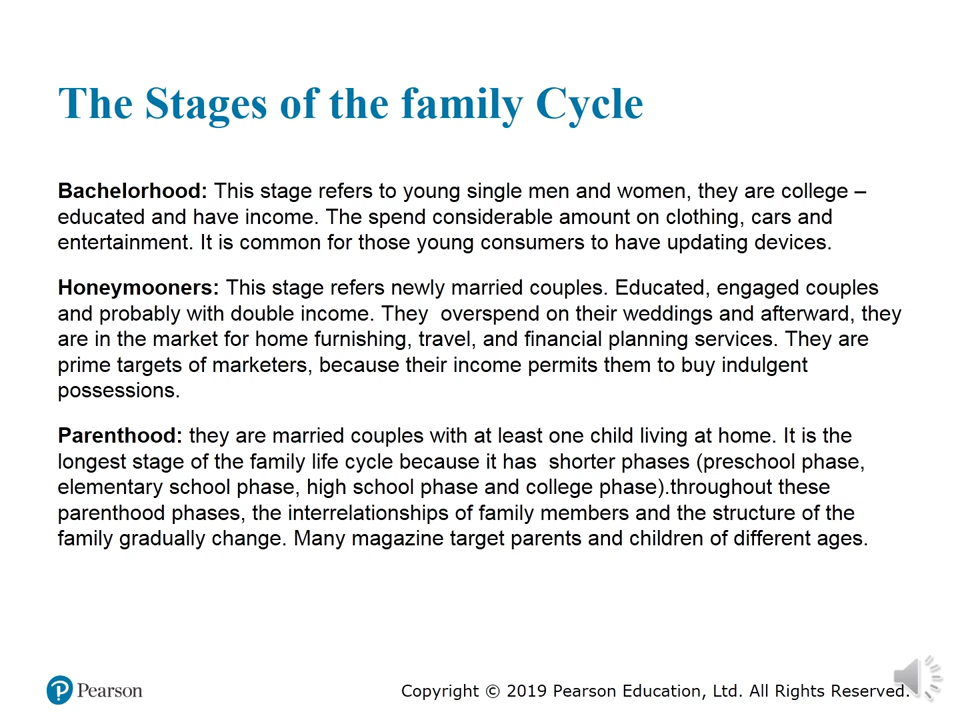 The Stages of the family Cycle
Bachelorhood: This stage refers to young single men and women, they are college –
educated and have income. The spend considerable amount on clothing, cars and
entertainment. It is common for those young consumers to have updating devices.
Honeymooners: This stage refers newly married couples. Educated, engaged couples
and probably with double income. They  overspend on their weddings and afterward, they
are in the market for home furnishing, travel, and financial planning services. They are
prime targets of marketers, because their income permits them to buy indulgent
possessions.
Parenthood: they are married couples with at least one child living at home. It is the
longest stage of the family life cycle because it has  shorter phases (preschool phase,
elementary school phase, high school phase and college phase).throughout these
parenthood phases, the interrelationships of family members and the structure of the
family gradually change. Many magazine target parents and children of different ages.
Pearson
Copyright © 2019 Pearson Education, Ltd. All Rights Reserved.